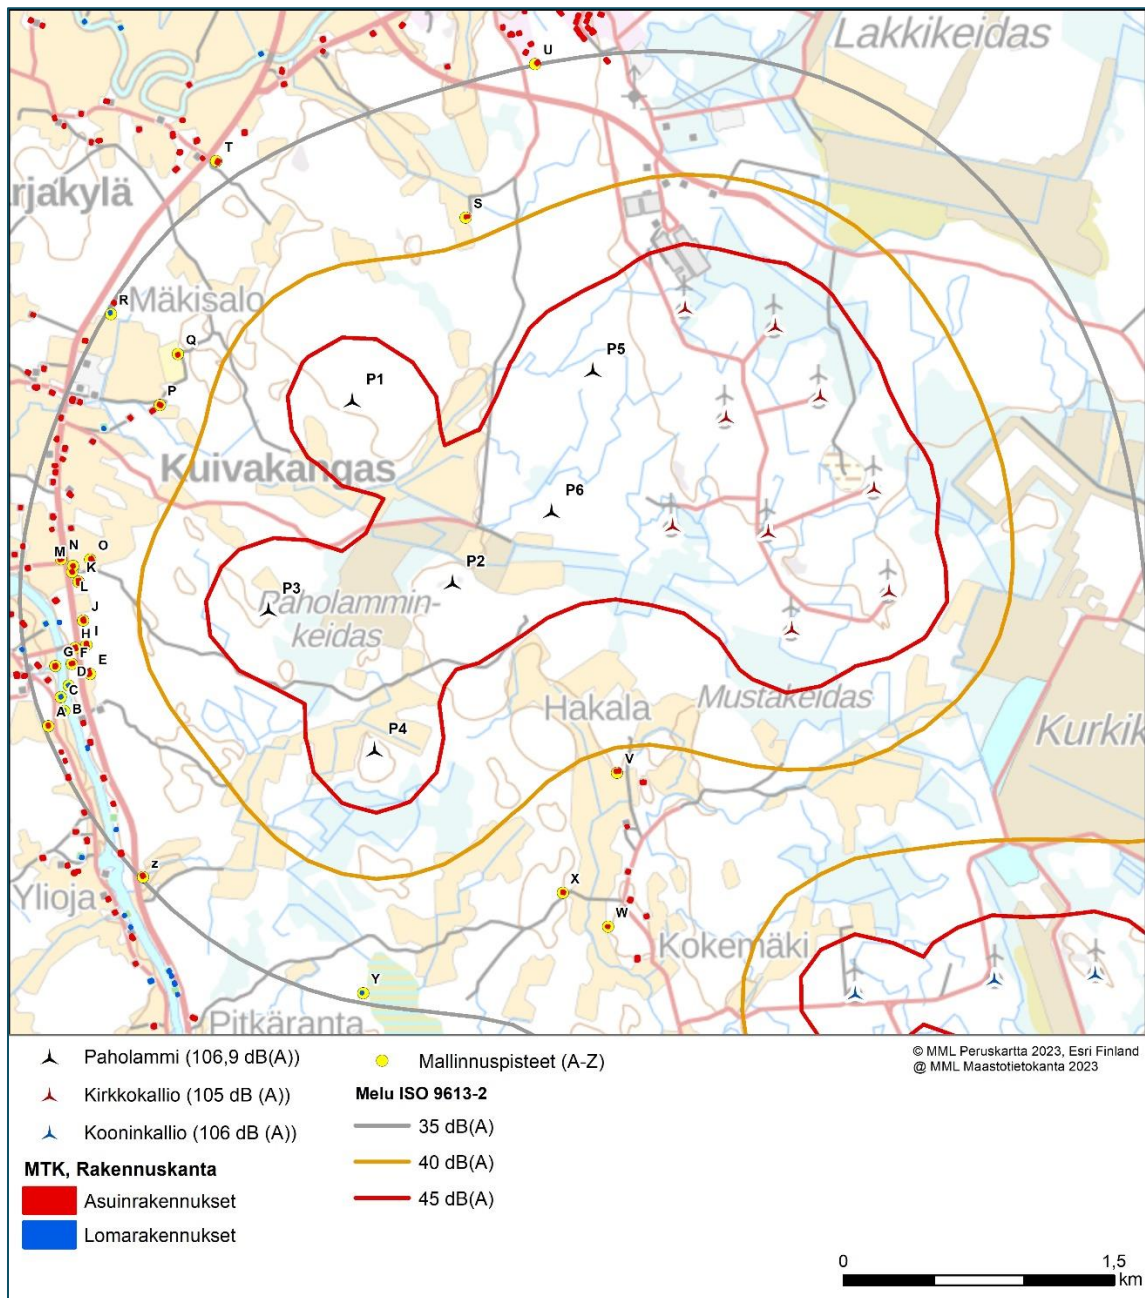 Lakkikeidas
U
T
arjakylä
S
R
Mäkisalo
Q
P5
P1
P
Kuivakangas
P6
M
N
O
K
L
P2
P3
Paholammin-
keidas
J
H
I
G
F
D
E
C
A
B
Mustakeidas
Hakala
Kurkik
P4
V
Z
X
Ylioja
W
Kokemäki
Y
Pitkäranta
Paholammi (106,9 dB(A))
Kirkkokallio (105 dB (A))
Kooninkallio (106 dB (A))
MTK, Rakennuskanta
Asuinrakennukset
Lomarakennukset
Mallinnuspisteet (A-Z)
Melu ISO 9613-2
35 dB(A)
40 dB(A)
45 dB(A)
© MML Peruskartta 2023, Esri Finland
@ MML Maastotietokanta 2023
0 1,5
km